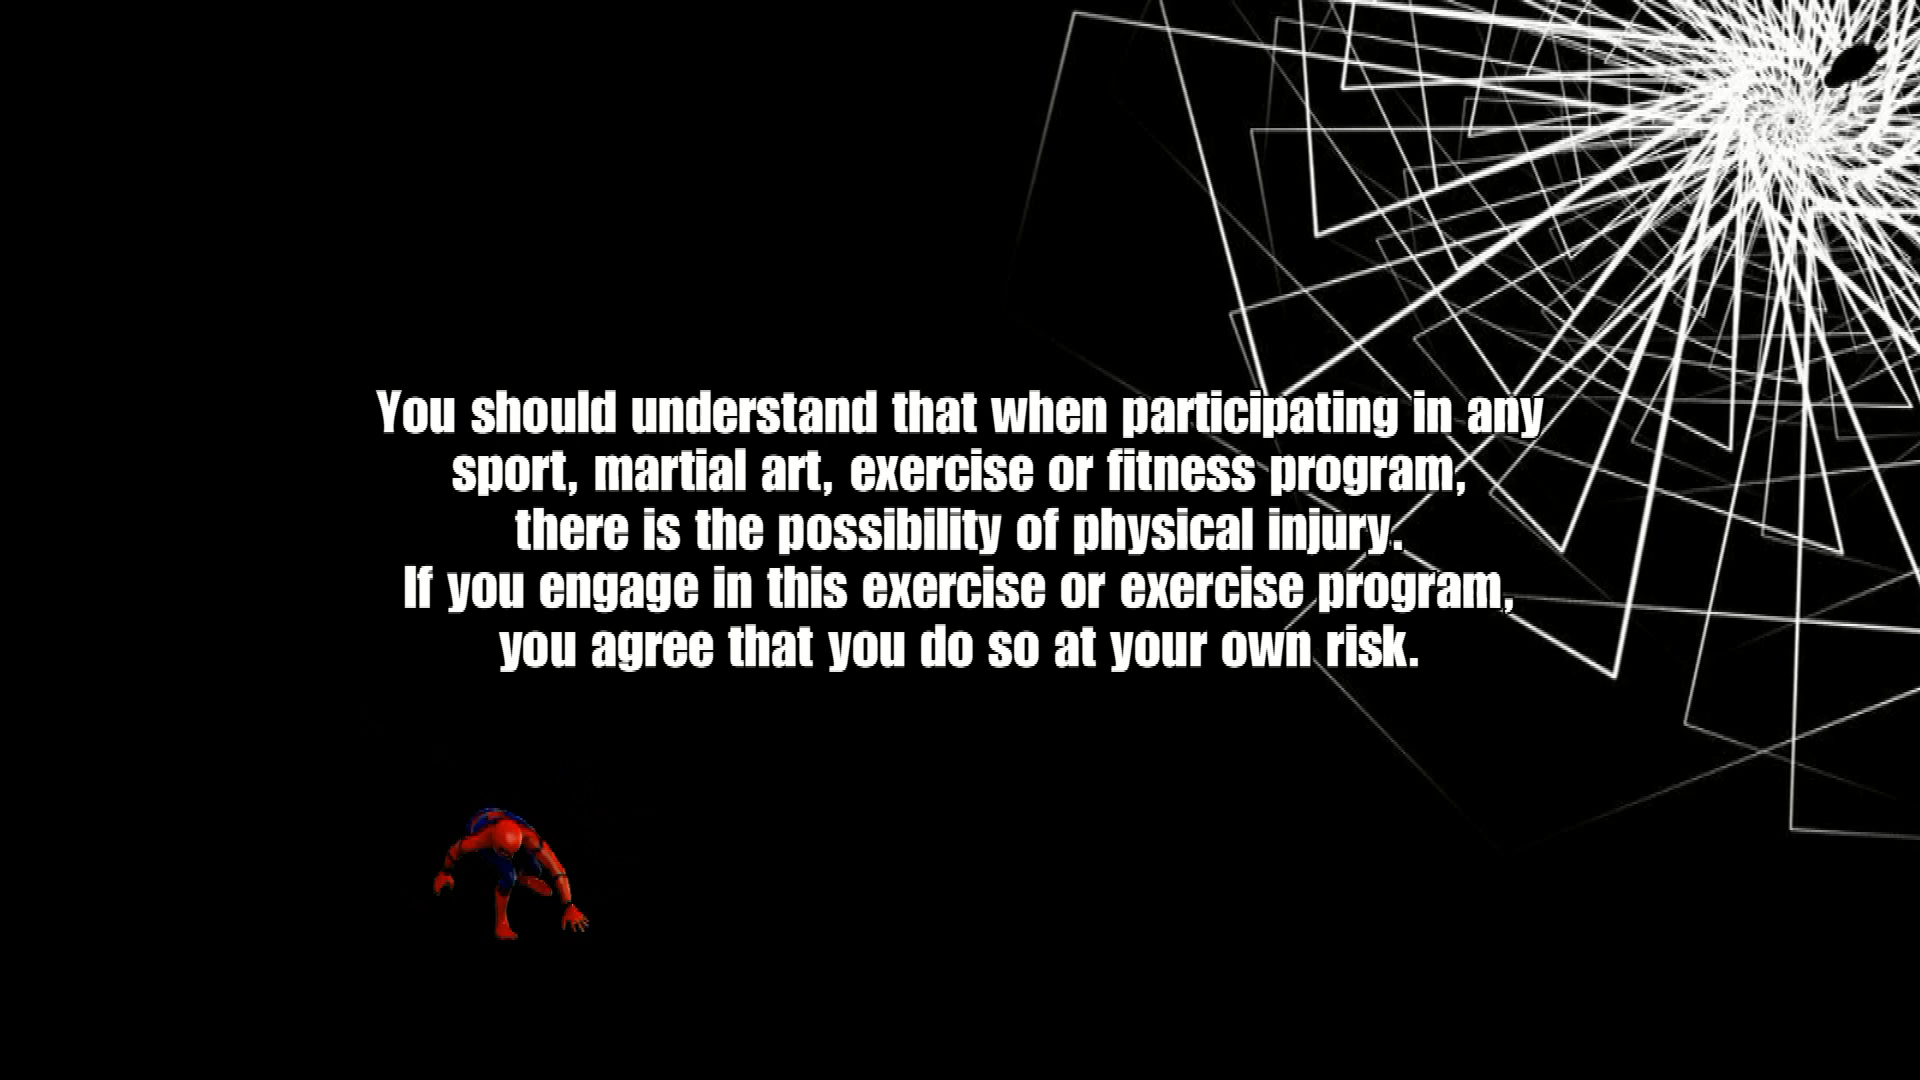 You should understand that when participating in any
sport, martial art, exercise or fitness program,
there is the possibility of physical injury.
If you engage in this exercise or exercise program,
you agree that you do so at your own risk.